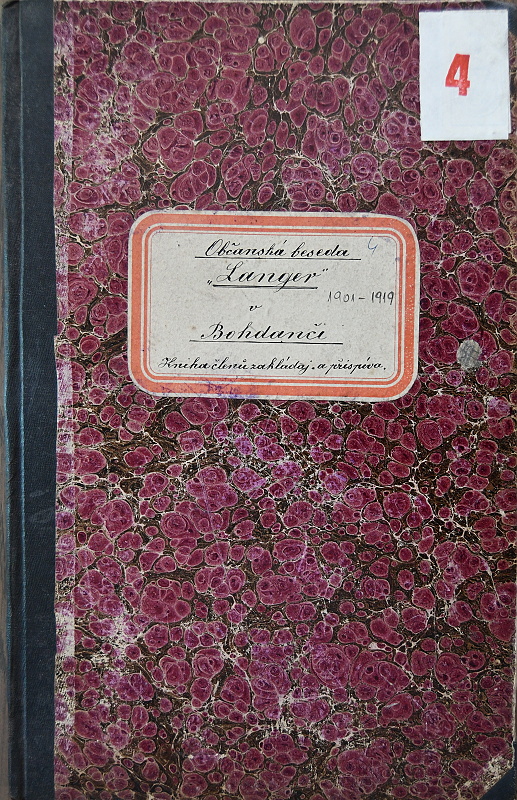 4
Občanská beseda 4
„Langer"
1901-1919
v
Bohdanči
Kniha členů zakládaj. a přispíva.